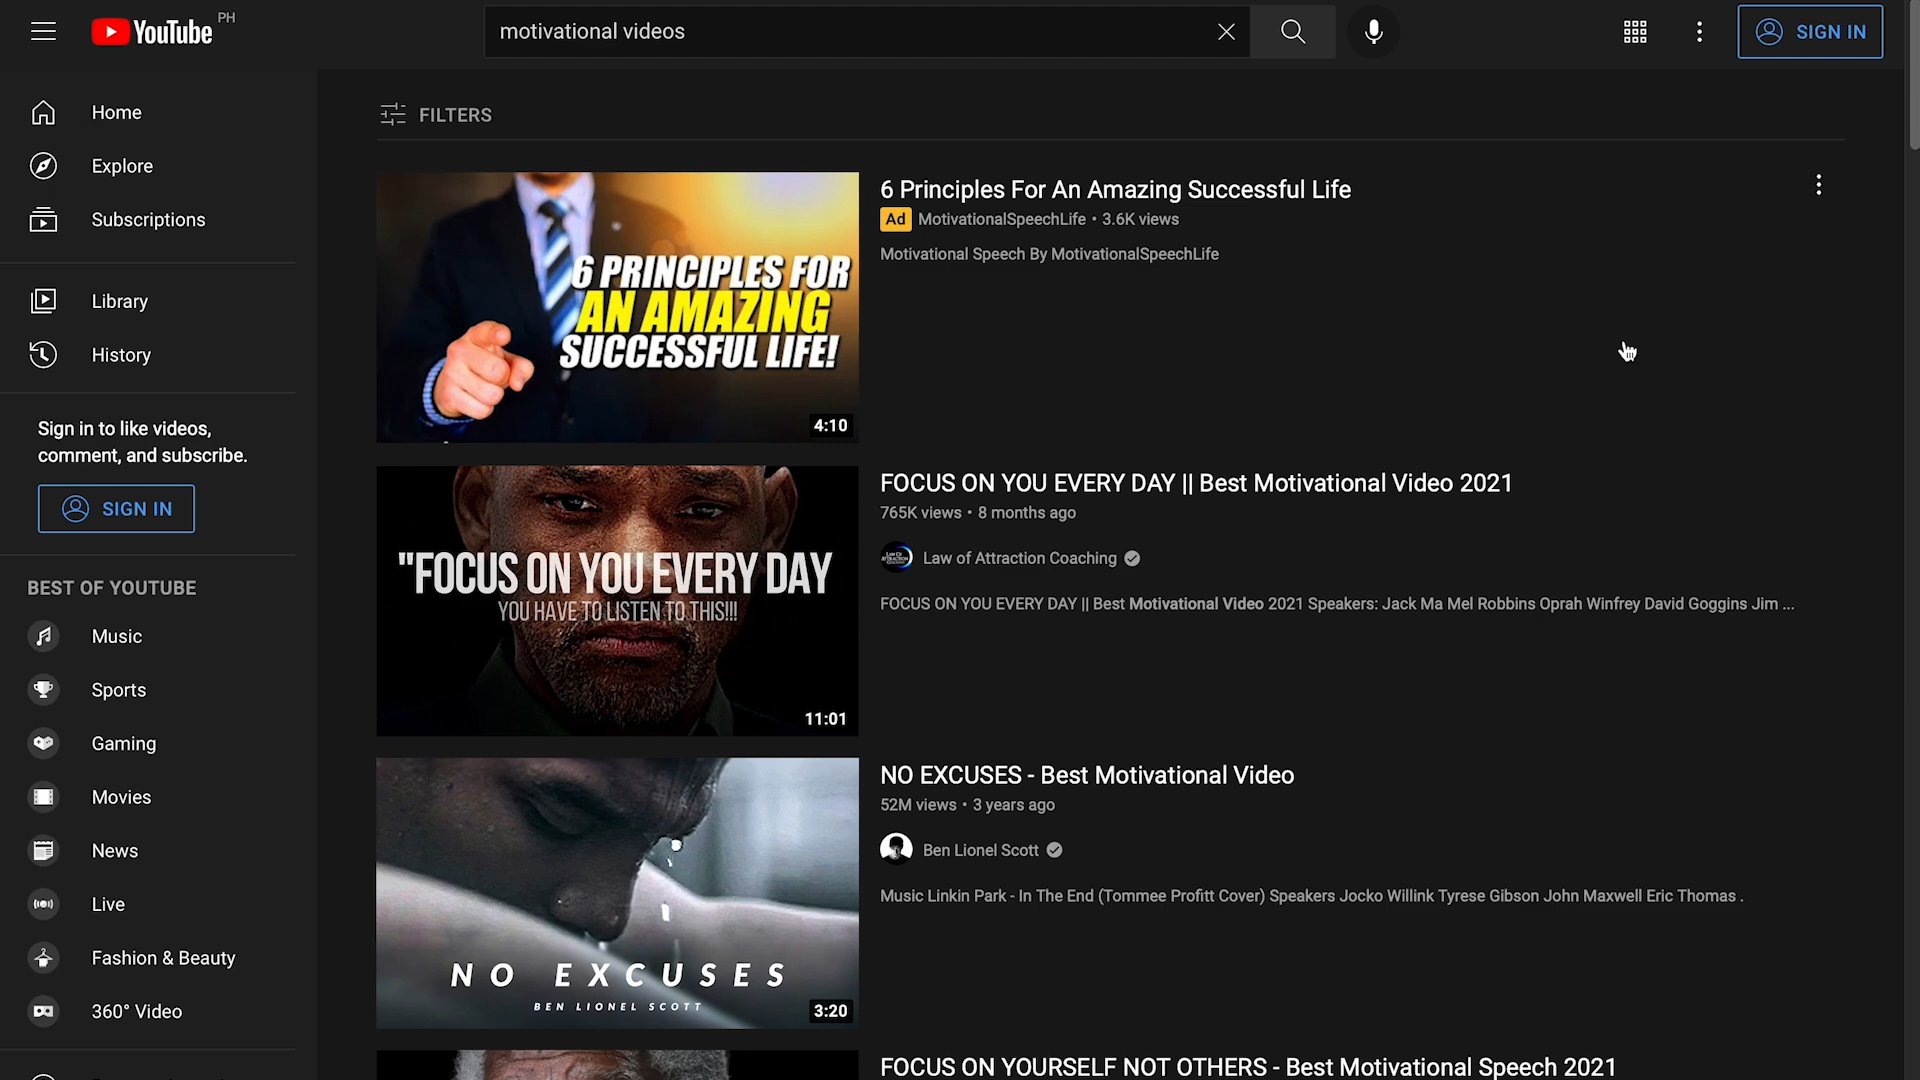 YouTube PH
motivational videos
SIGN IN
Home
Explore
Subscriptions
Library
History
Sign in to like videos,
comment, and subscribe.
SIGN IN
BEST OF YOUTUBE
Music
Sports
Gaming
Movies
News
Live
Fashion & Beauty
360° Video
FILTERS
6 PRINCIPLES FOR
AN AMAZING
SUCCESSFUL LIFE!
4:10
6 Principles For An Amazing Successful Life
Ad MotivationalSpeechLife • 3.6K views
Motivational Speech By MotivationalSpeechLife
"FOCUS ON YOU EVERY DAY
YOU HAVE TO LISTEN TO THIS!!!
11:01
FOCUS ON YOU EVERY DAY || Best Motivational Video 2021
765K views • 8 months ago
Law of Attraction Coaching
FOCUS ON YOU EVERY DAY || Best Motivational Video 2021 Speakers: Jack Ma Mel Robbins Oprah Winfrey David Goggins Jim ...
NO EXCUSES
BEN LIONEL SCOTT
3:20
NO EXCUSES - Best Motivational Video
52M views • 3 years ago
Ben Lionel Scott
Music Linkin Park - In The End (Tommee Profitt Cover) Speakers Jocko Willink Tyrese Gibson John Maxwell Eric Thomas .
FOCUS ON YOURSELF NOT OTHERS - Best Motivational Speech 2021